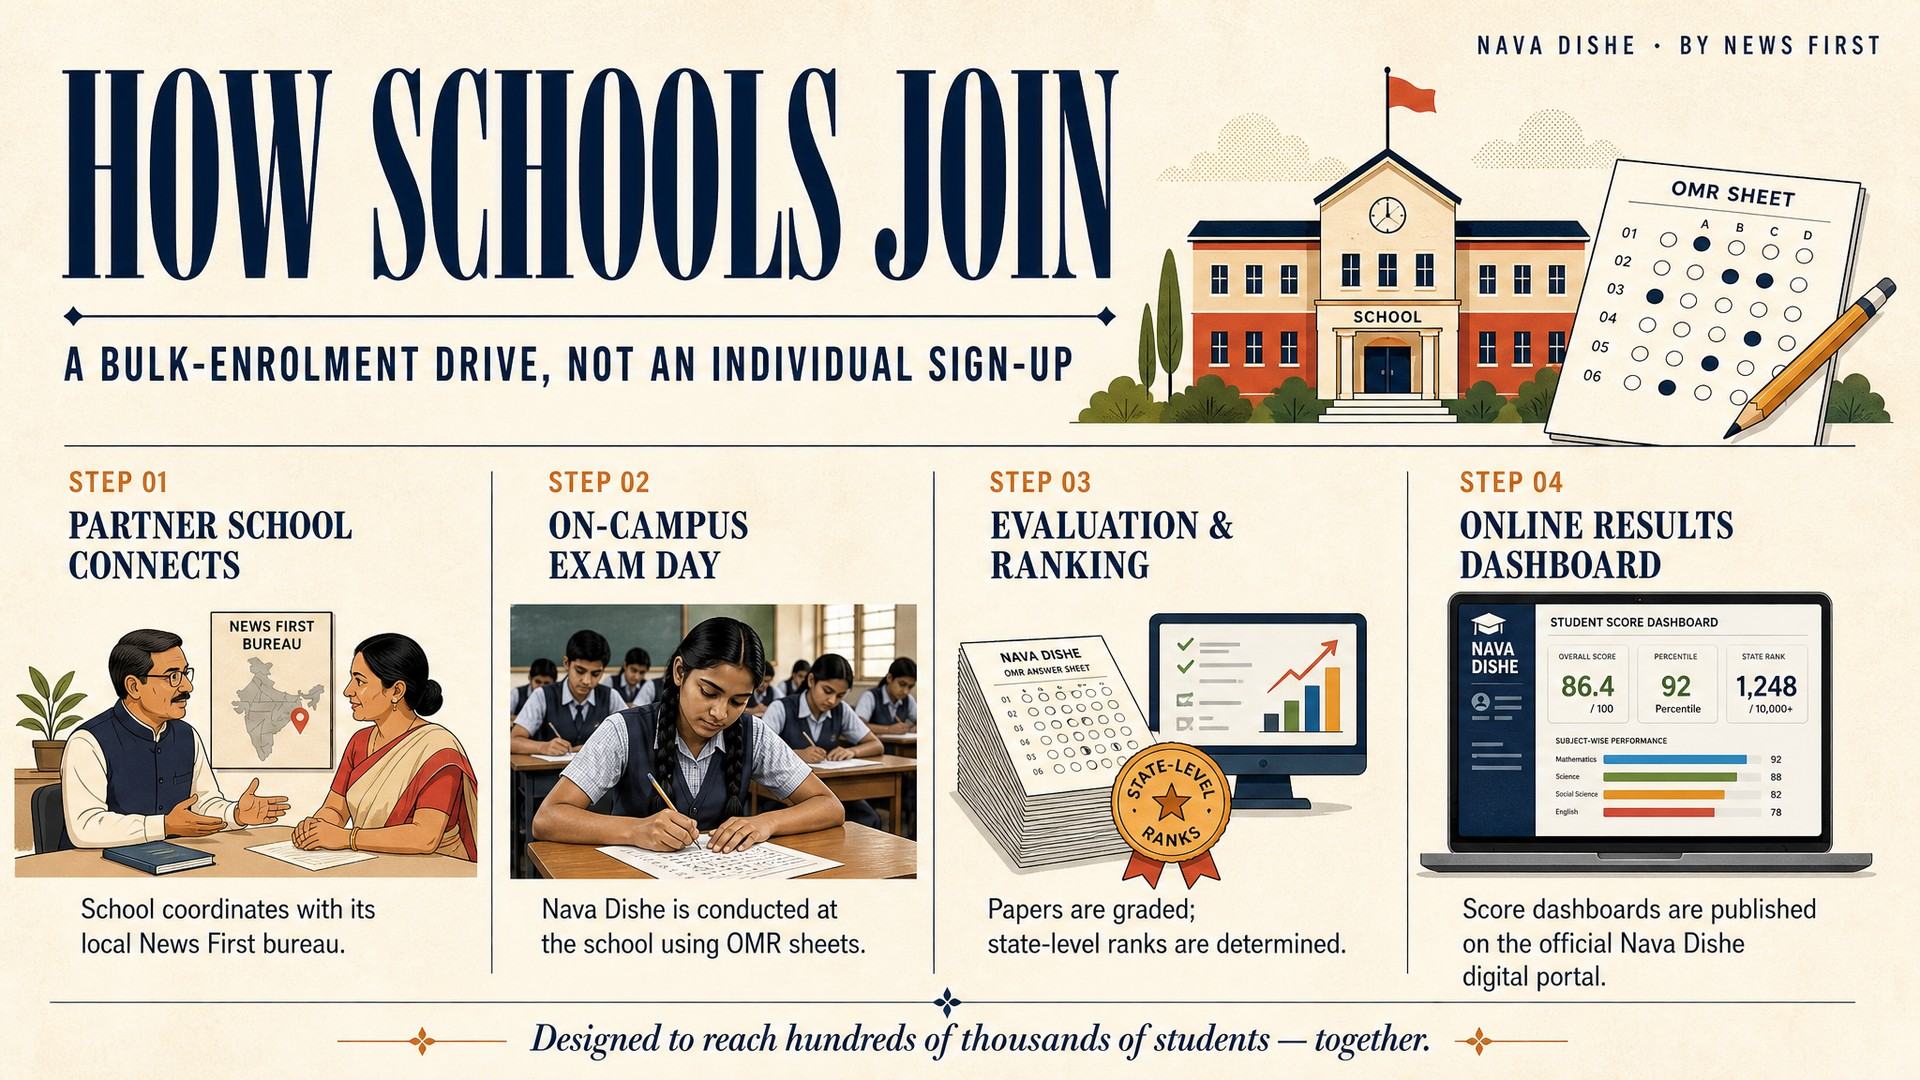 NAVA DISHE • BY NEWS FIRST
HOW SCHOOLS JOIN
A BULK-ENROLMENT DRIVE, NOT AN INDIVIDUAL SIGN-UP
SCHOOL
OMR SHEET
A B C D
01
02
03
04
05
06
STEP 01
PARTNER SCHOOL
CONNECTS
NEWS FIRST
BUREAU
School coordinates with its
local News First bureau.
STEP 02
ON-CAMPUS
EXAM DAY
Nava Dishe is conducted at
the school using OMR sheets.
STEP 03
EVALUATION &
RANKING
NAVA DISHE
OMR ANSWER SHEET
01
02
03
04
05
06
STATE-LEVEL
RANKS
Papers are graded;
state-level ranks are determined.
STEP 04
ONLINE RESULTS
DASHBOARD
NAVA
DISHE
STUDENT SCORE DASHBOARD
OVERALL SCORE
86.4
/ 100
PERCENTILE
92
Percentile
STATE RANK
1,248
/ 10,000+
SUBJECT-WISE PERFORMANCE
Mathematics 92
Science 88
Social Science 82
English 78
Score dashboards are published
on the official Nava Dishe
digital portal.
Designed to reach hundreds of thousands of students — together.